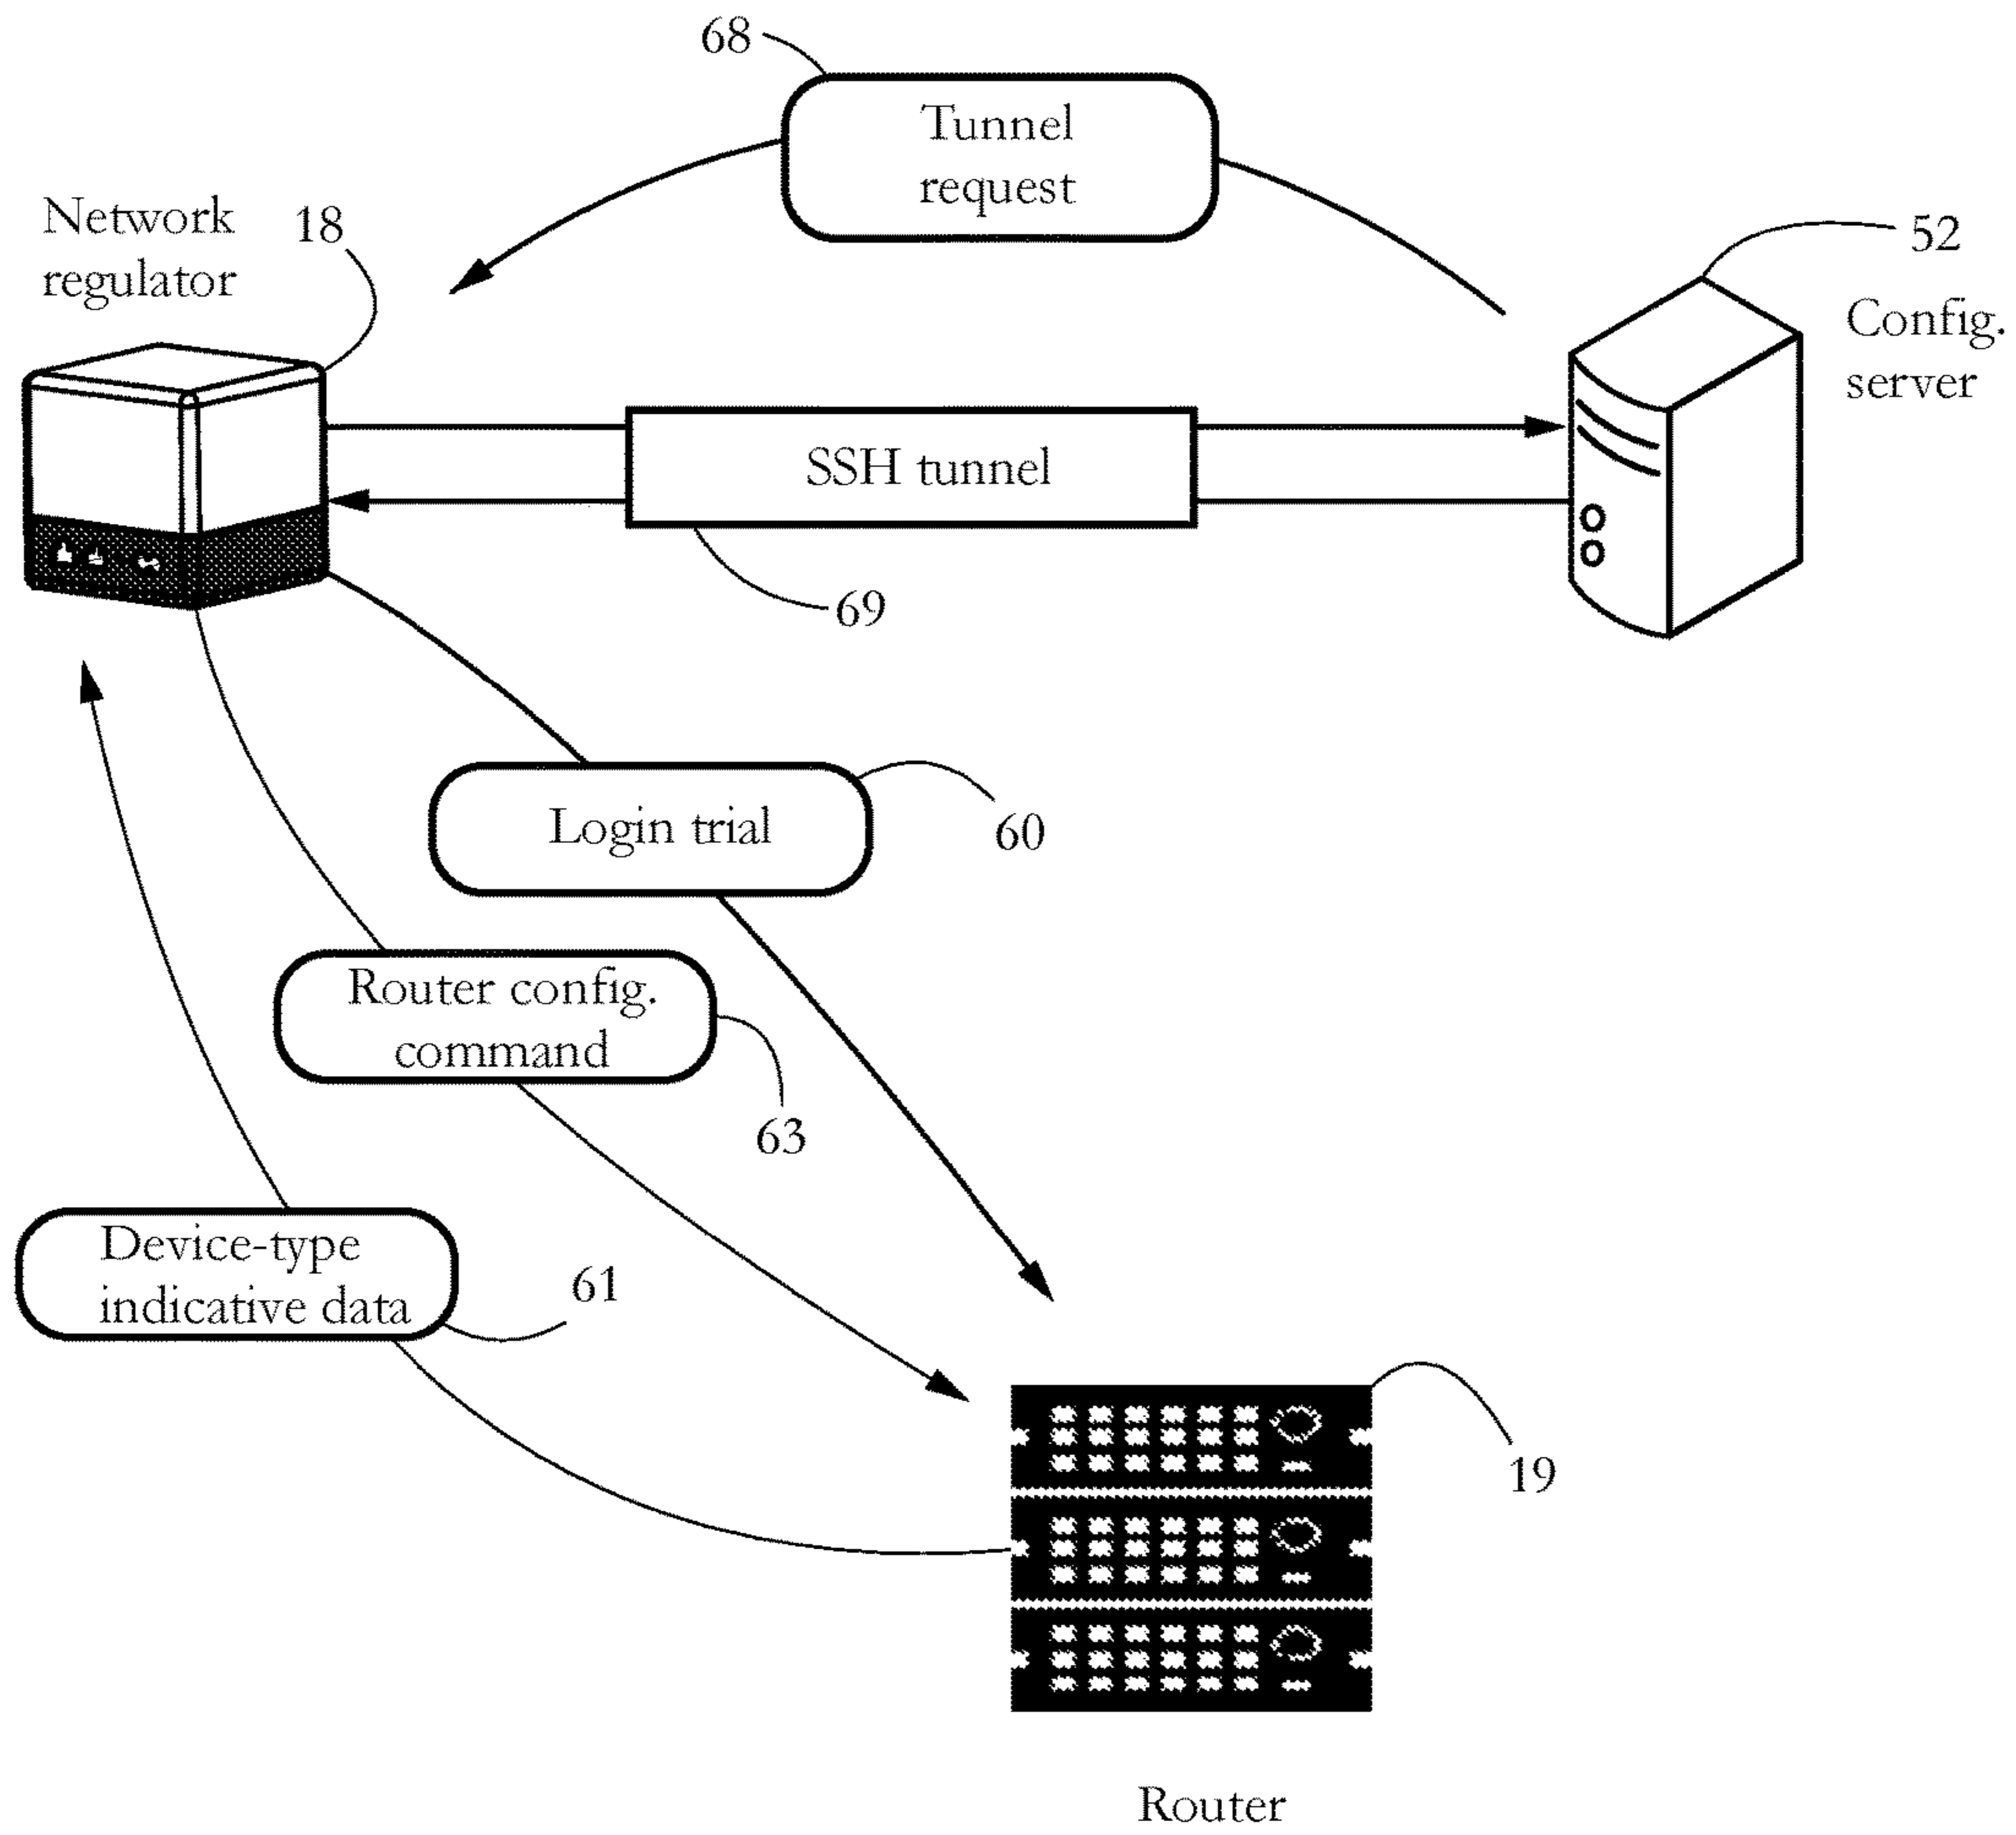 68
Tunnel
request
Network
regulator
18
52
Config.
server
SSH tunnel
69
Login trial
60
Router config.
command
63
Device-type
indicative data
61
19
Router